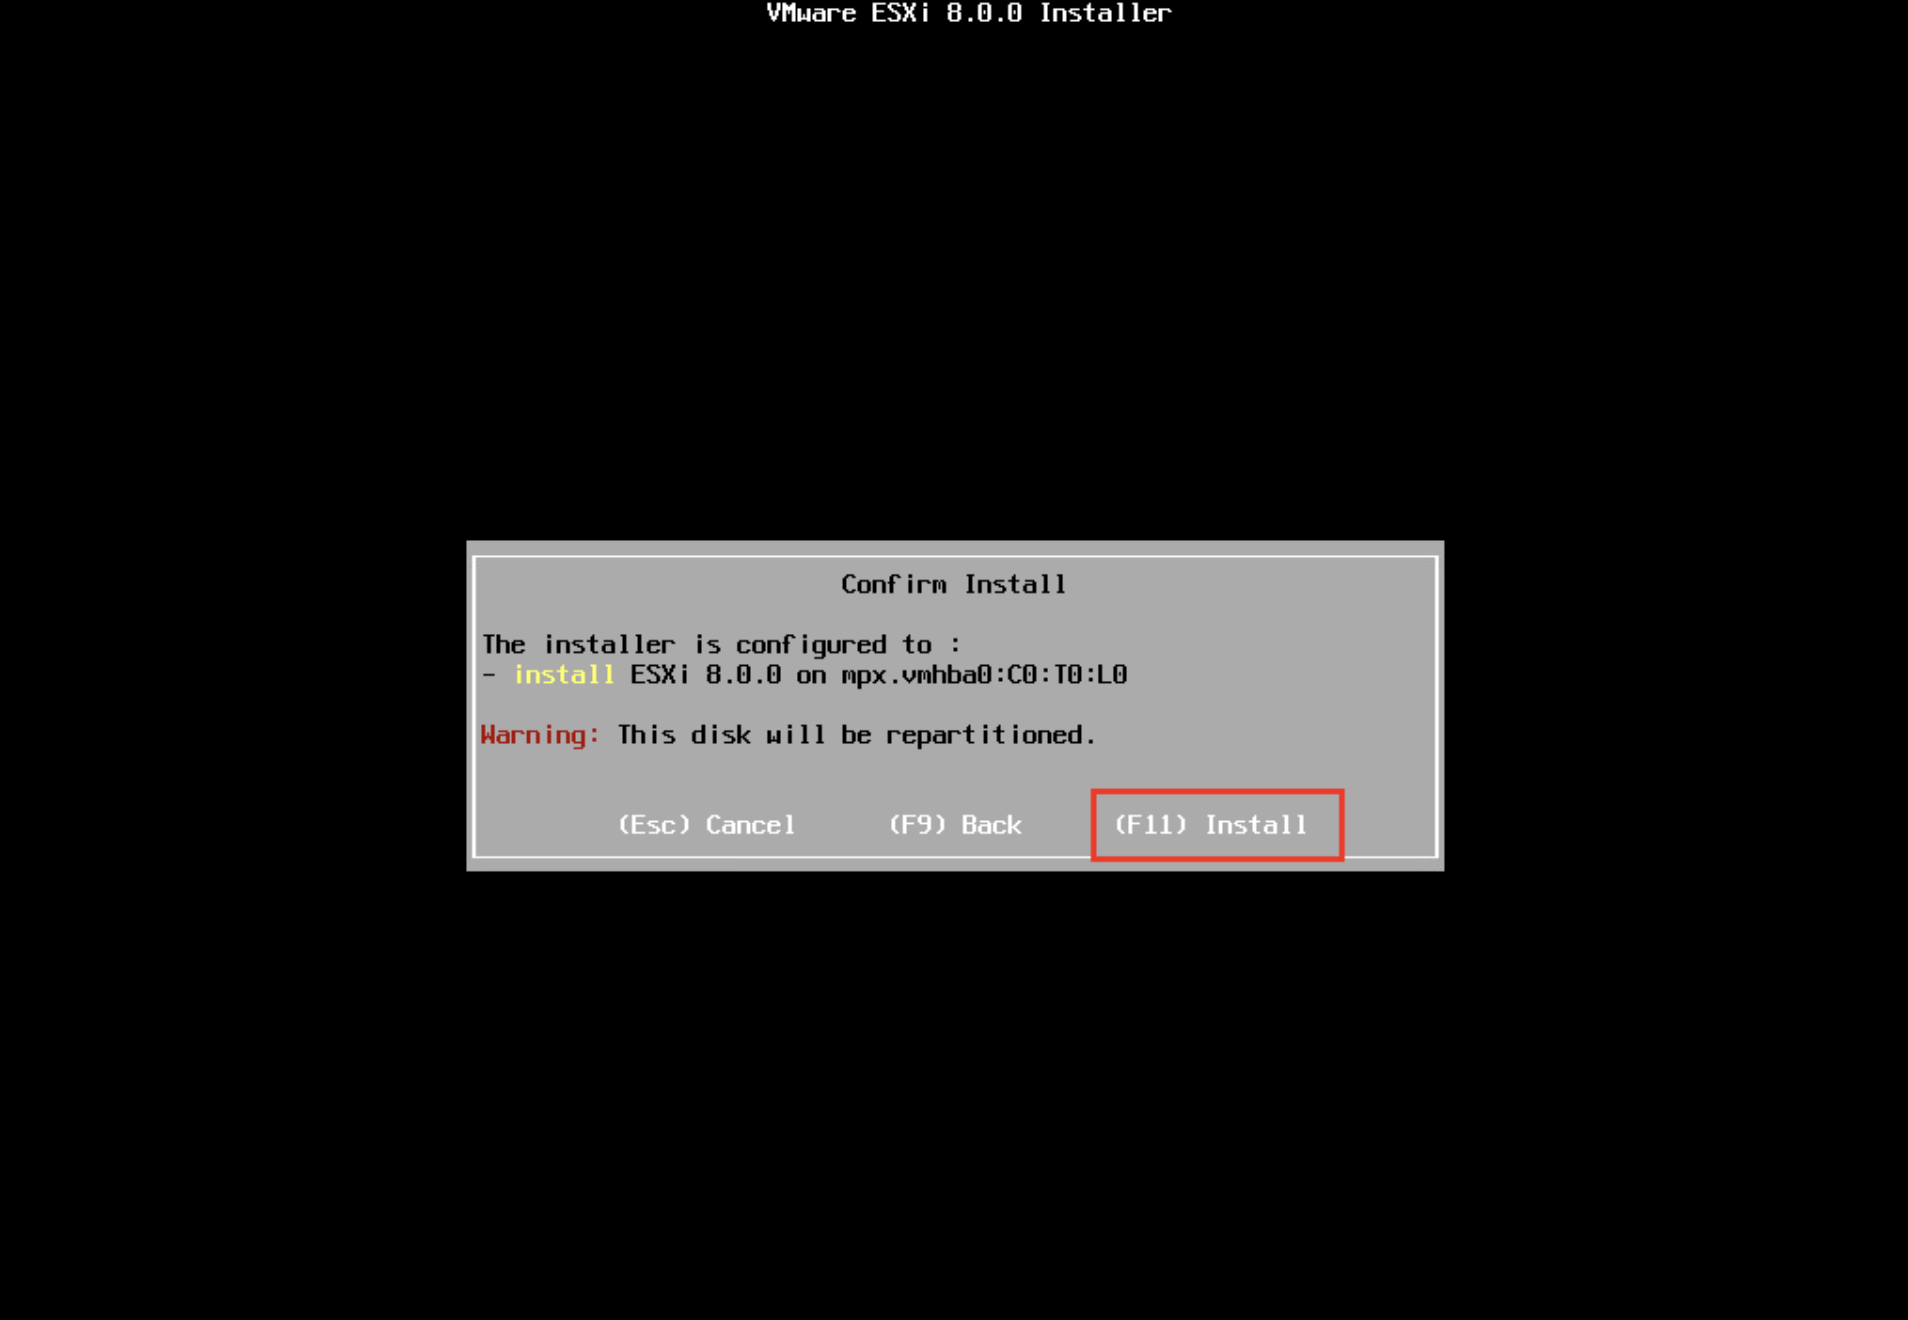 VMware ESXi 8.0.0 Installer
Confirm Install
The installer is configured to :
- install ESXi 8.0.0 on mpx.vmhba0:C0:T0:L0
Warning: This disk will be repartitioned.
(Esc) Cancel (F9) Back (F11) Install